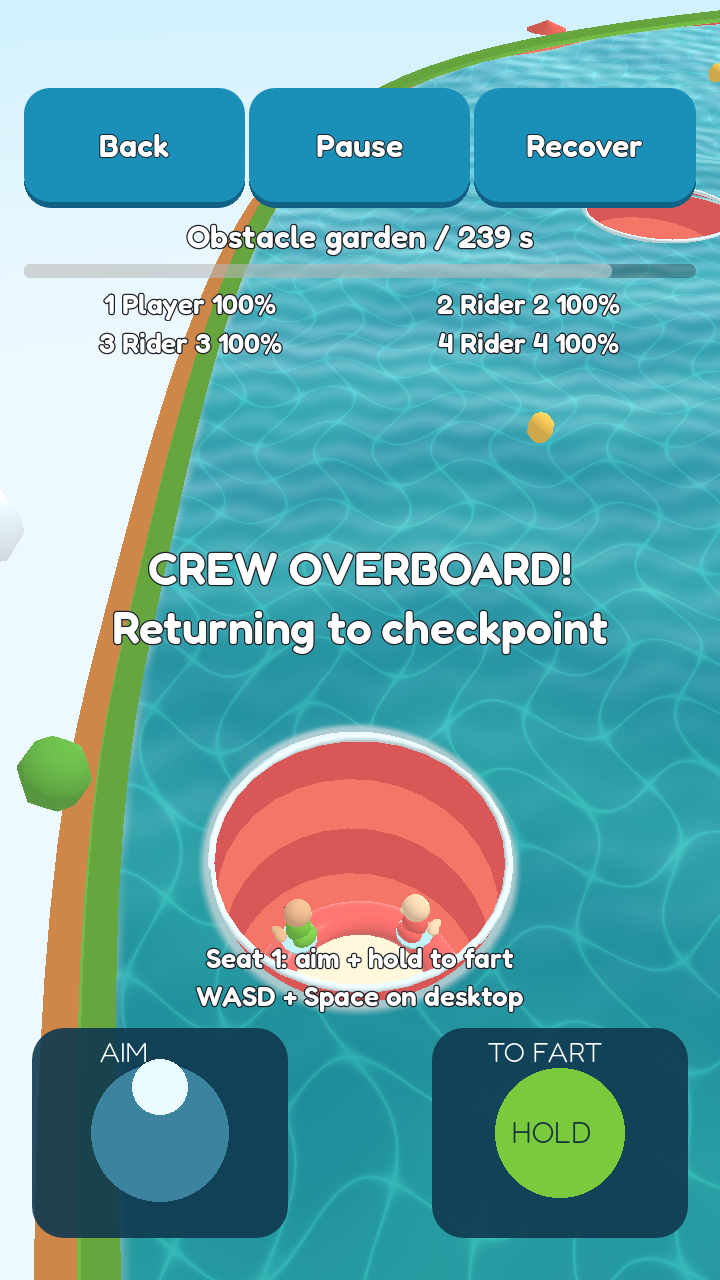 Back Pause Recover
Obstacle garden / 239 s
1 Player 100% 2 Rider 2 100%
3 Rider 3 100% 4 Rider 4 100%
CREW OVERBOARD!
Returning to checkpoint
Seat 1: aim + hold to fart
WASD + Space on desktop
AIM TO FART
HOLD